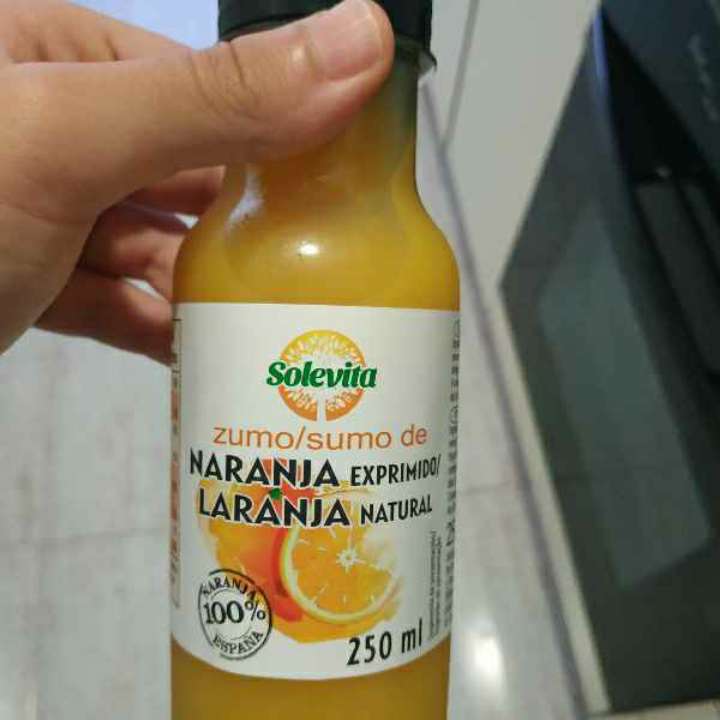 Solevita
zumo/sumo de
NARANJA EXPRIMIDO/
LARANJA NATURAL
NARANJA
100%
ESPAÑA
250 ml